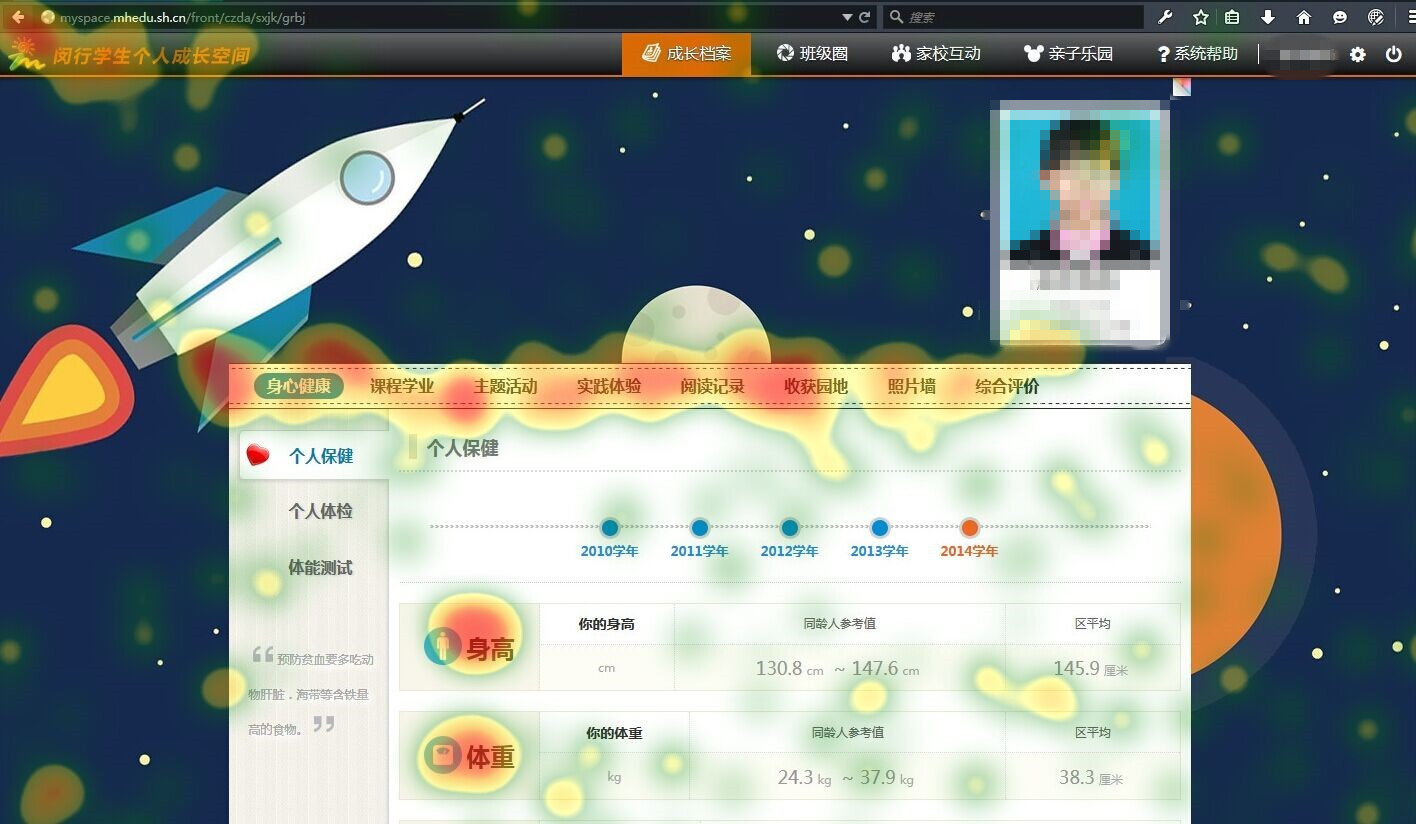 myspace.mhedu.sh.cn/front/czda/sxjk/grbj
搜索
闵行学生个人成长空间
成长档案 班级圈 家校互动 亲子乐园 ? 系统帮助
身心健康 课程学业 主题活动 实践体验 阅读记录 收获园地 照片墙 综合评价
个人保健
个人体检
体能测试
“ 预防贫血要多吃动
物肝脏．海带等含铁量
高的食物。 ”
个人保健
2010学年 2011学年 2012学年 2013学年 2014学年
身高
你的身高 同龄人参考值 区平均
cm 130.8 cm ~ 147.6 cm 145.9 厘米
体重
你的体重 同龄人参考值 区平均
kg 24.3 kg ~ 37.9 kg 38.3 厘米